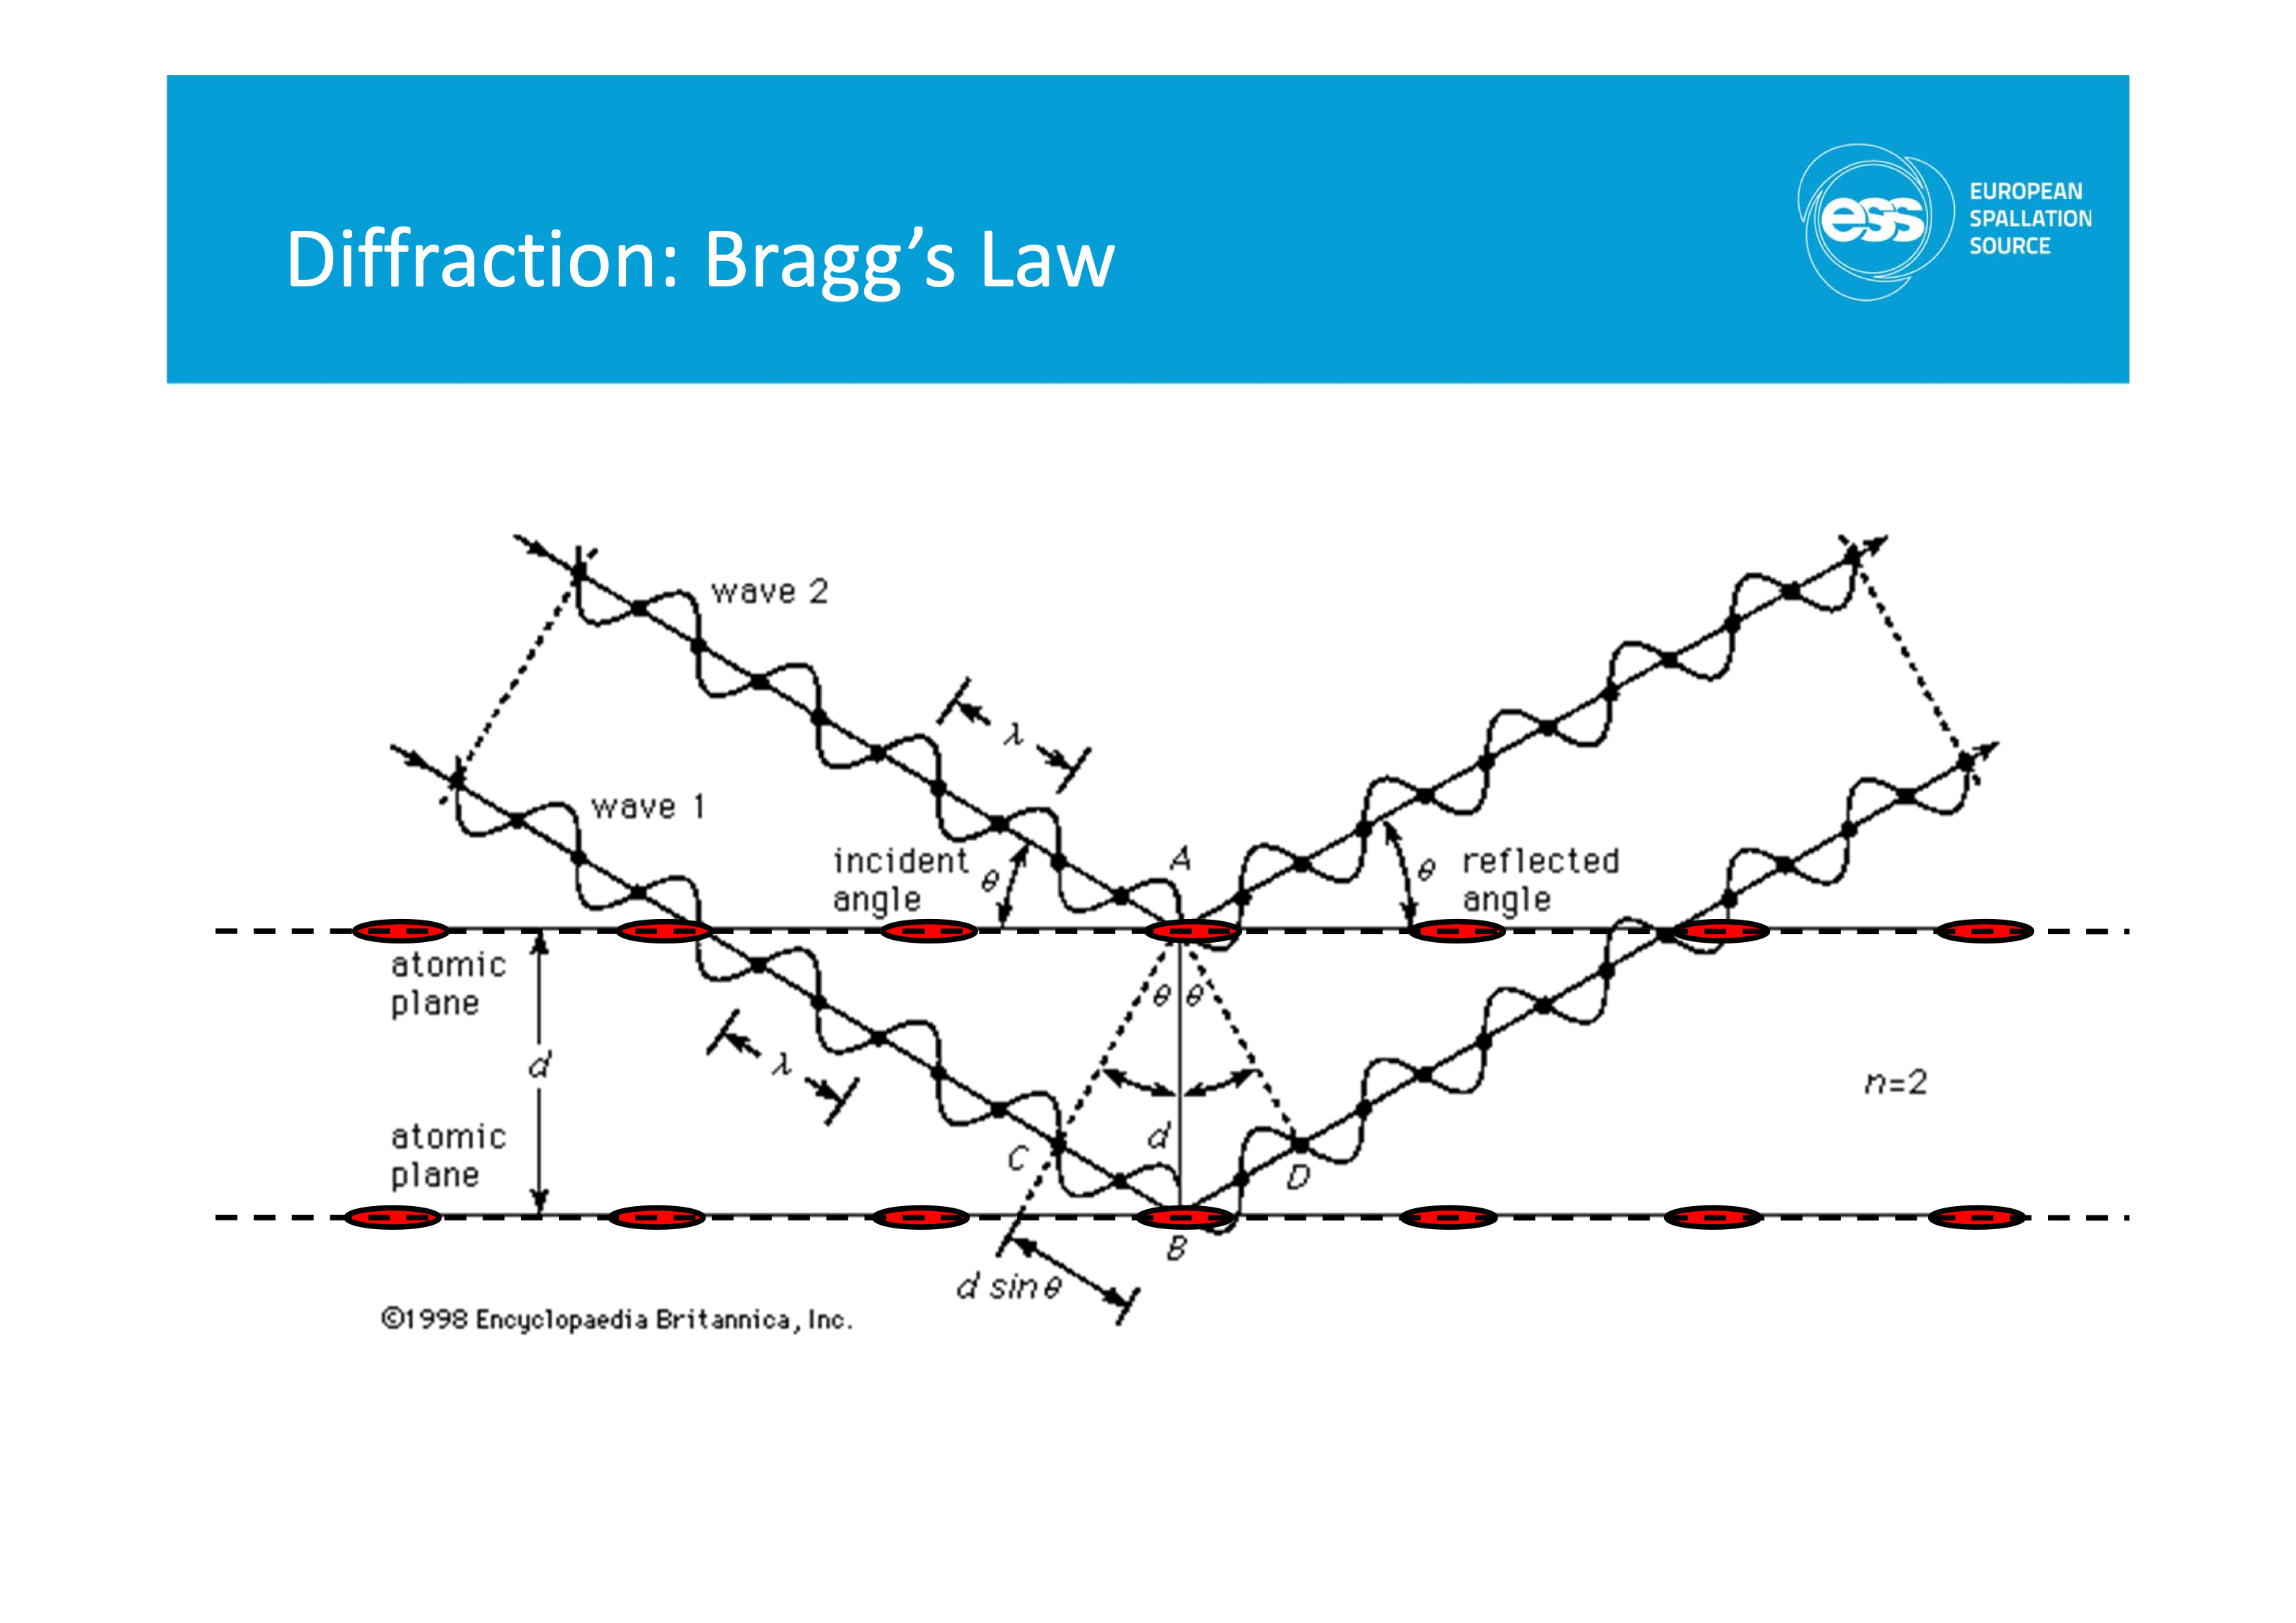 Diffraction: Bragg’s Law
ess
EUROPEAN
SPALLATION
SOURCE
wave 2
λ
wave 1
incident
angle
θ
A
θ
reflected
angle
atomic
plane
θ θ
d
λ
n=2
atomic
plane
d
C
D
B
d sin θ
©1998 Encyclopaedia Britannica, Inc.